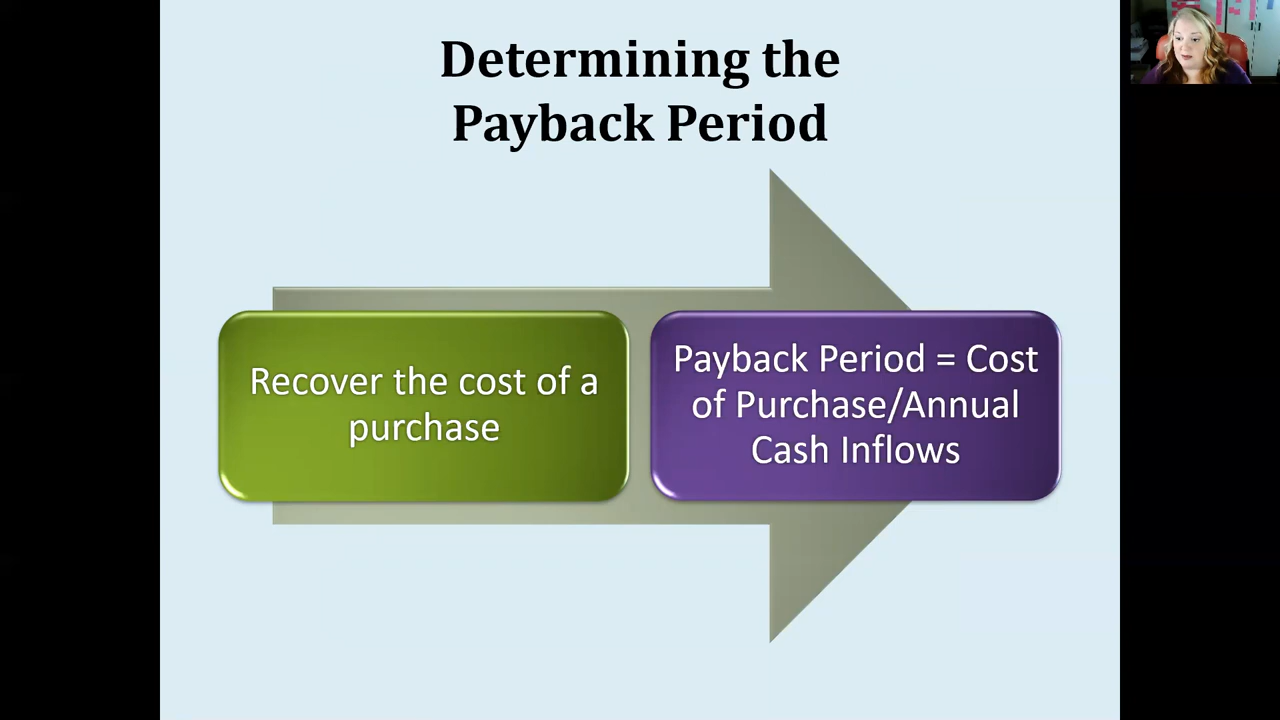 Determining the
Payback Period
Recover the cost of a
purchase
Payback Period = Cost
of Purchase/Annual
Cash Inflows